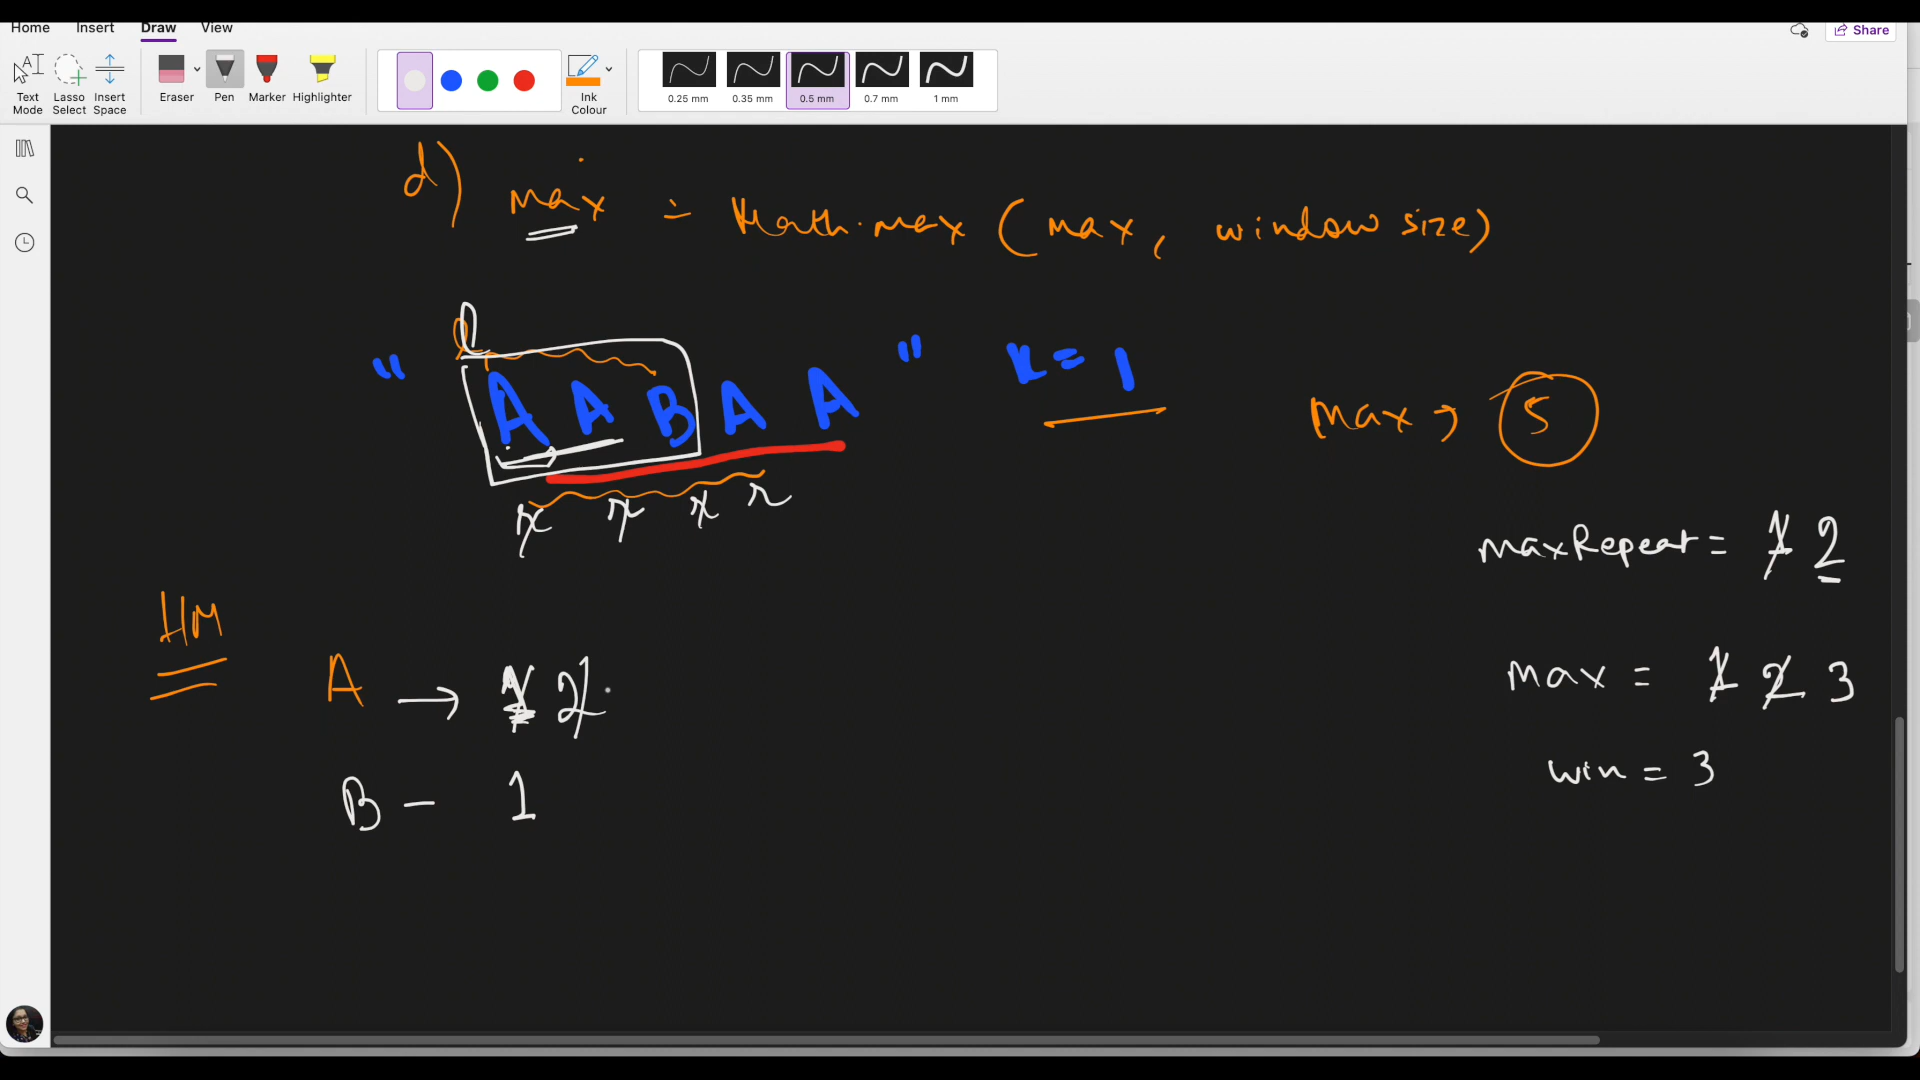 Home Insert Draw View Share
Text Mode Lasso Select Insert Space Eraser Pen Marker Highlighter Ink Colour 0.25 mm 0.35 mm 0.5 mm 0.7 mm 1 mm
d) max = Math.max (max, window size)
l
" A A B A A " k = 1
max → 5
r r r r
maxRepeat = 1 2
HM
A → 1 2
max = 1 2 3
win = 3
B - 1